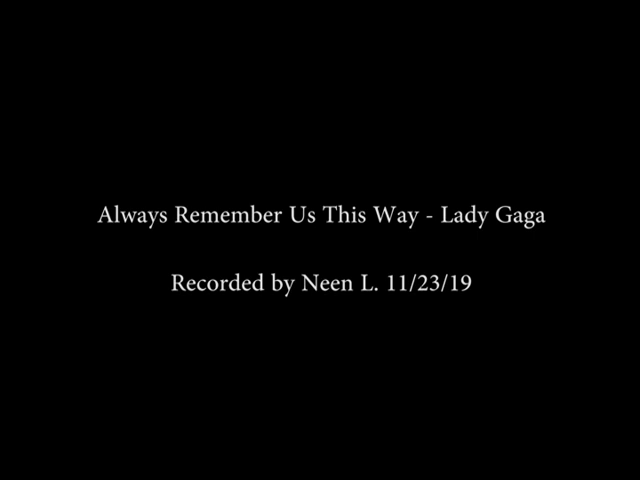 Always Remember Us This Way - Lady Gaga
Recorded by Neen L. 11/23/19